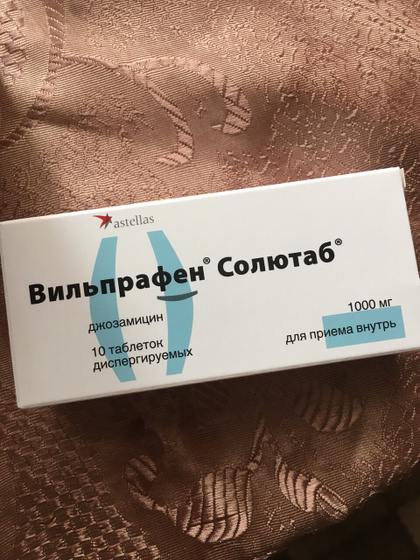 astellas
Вильпрафен® Солютаб®
джозамицин
1000 мг
10 таблеток
диспергируемых
для приема внутрь